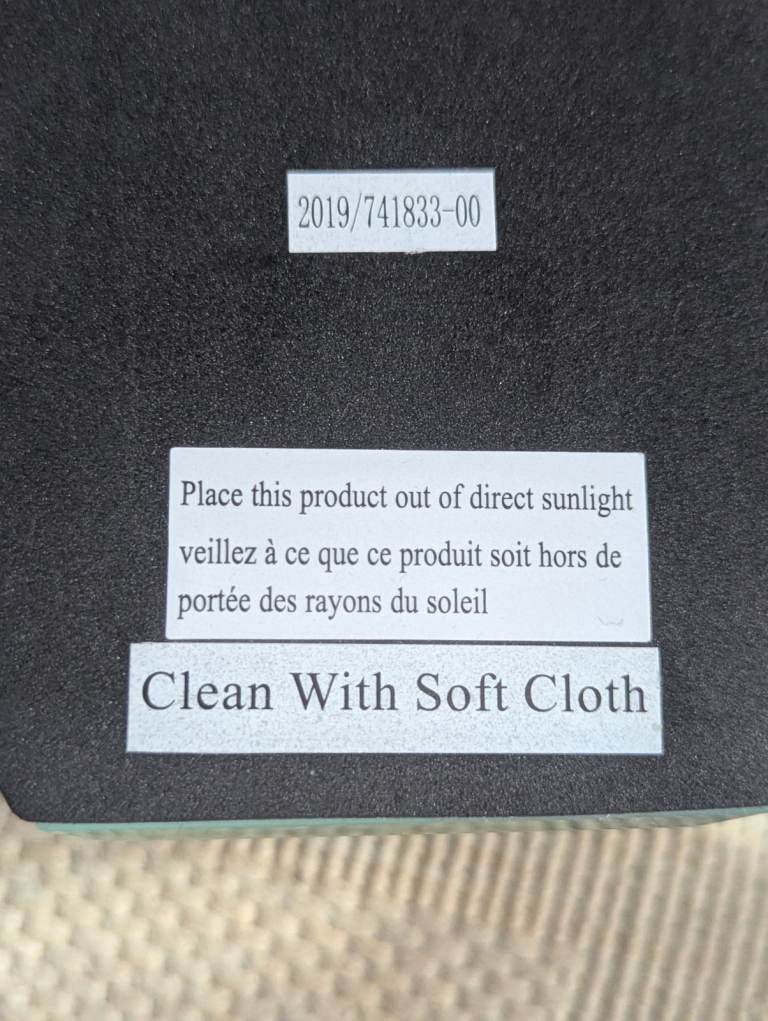 2019/741833-00
Place this product out of direct sunlight
veillez à ce que ce produit soit hors de
portée des rayons du soleil
Clean With Soft Cloth